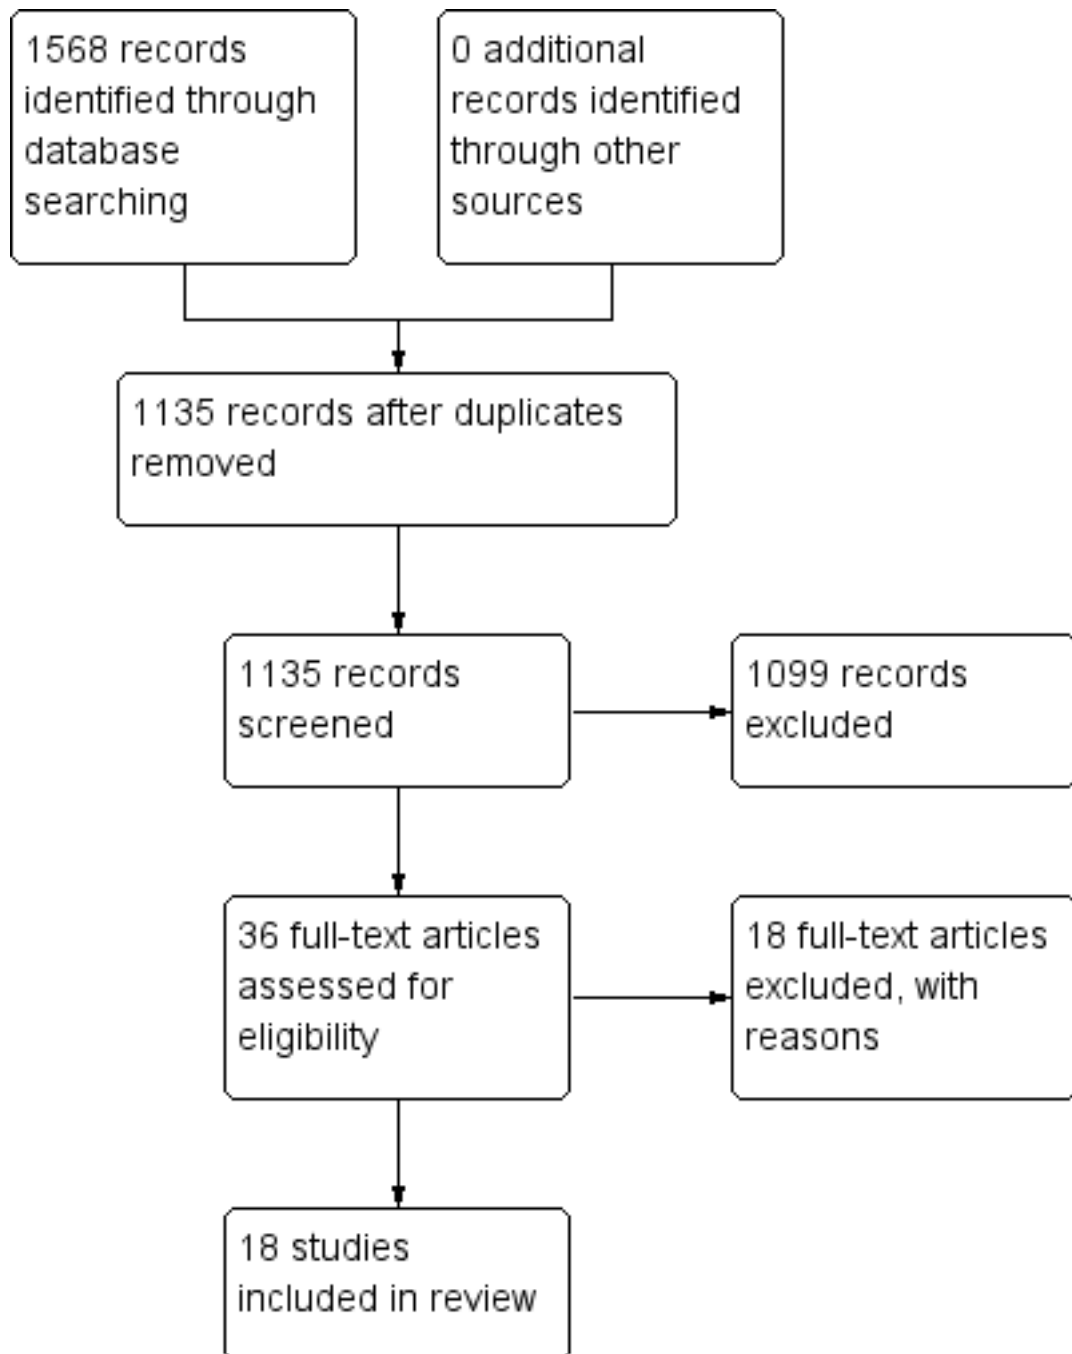 1568 records
identified through
database
searching
0 additional
records identified
through other
sources
1135 records after duplicates
removed
1135 records
screened
1099 records
excluded
36 full-text articles
assessed for
eligibility
18 full-text articles
excluded, with
reasons
18 studies
included in review